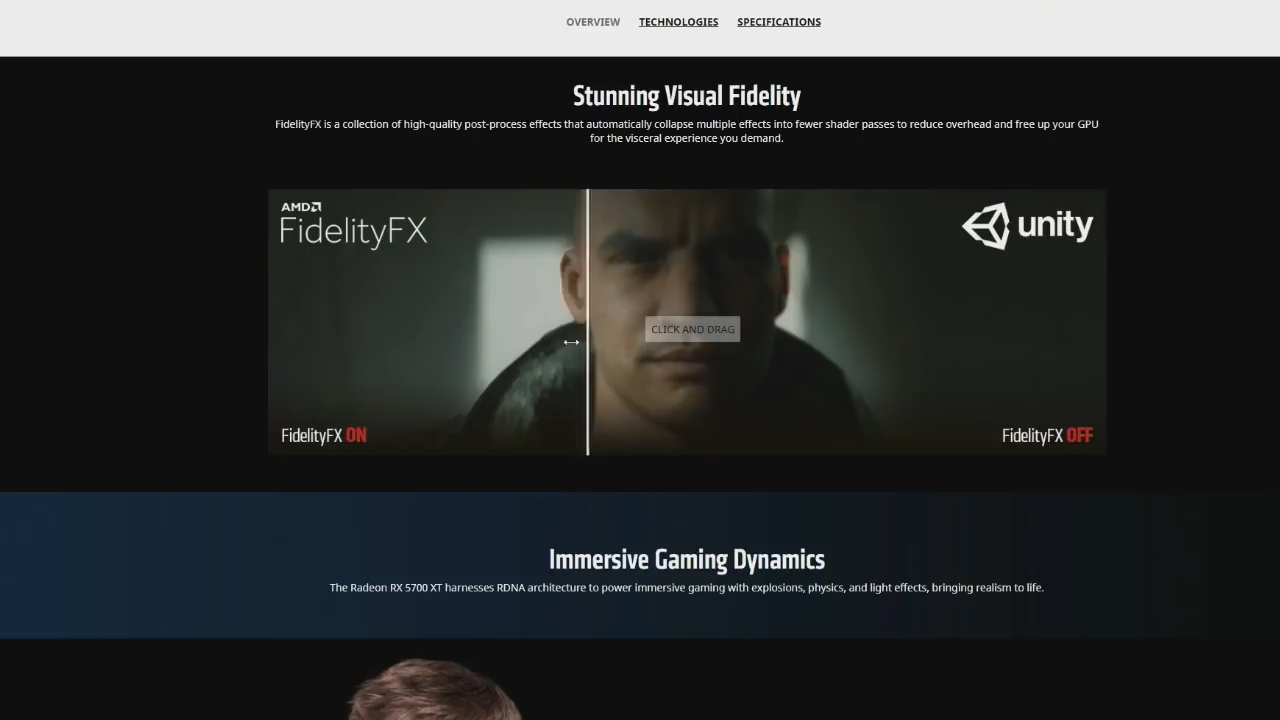 OVERVIEW TECHNOLOGIES SPECIFICATIONS
Stunning Visual Fidelity
FidelityFX is a collection of high-quality post-process effects that automatically collapse multiple effects into fewer shader passes to reduce overhead and free up your GPU
for the visceral experience you demand.
AMD
FidelityFX
unity
CLICK AND DRAG
FidelityFX ON
FidelityFX OFF
Immersive Gaming Dynamics
The Radeon RX 5700 XT harnesses RDNA architecture to power immersive gaming with explosions, physics, and light effects, bringing realism to life.